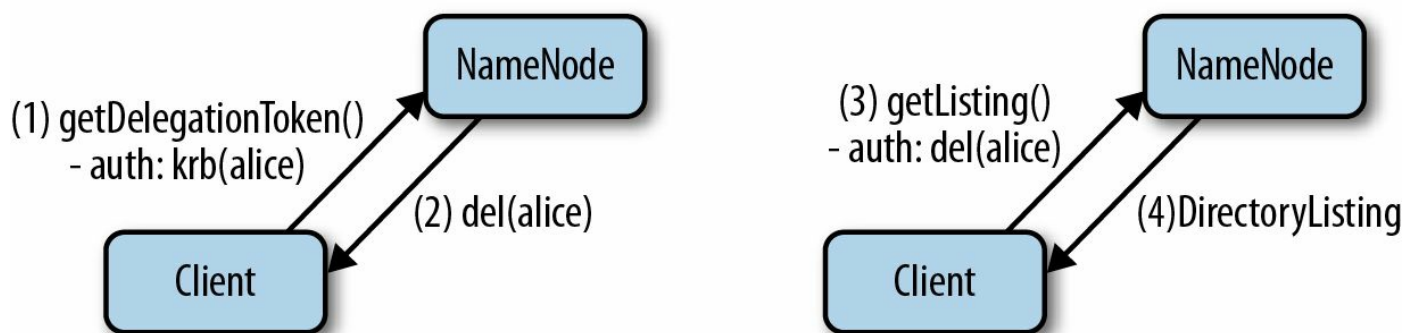 NameNode
(1) getDelegationToken()
- auth: krb(alice)
(2) del(alice)
Client
NameNode
(3) getListing()
- auth: del(alice)
(4)DirectoryListing
Client